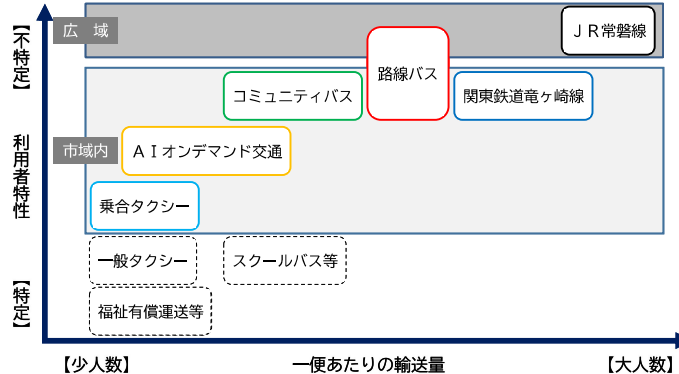 【不特定】
利用者特性
【特定】
広　域
ＪＲ常磐線
路線バス
コミュニティバス
関東鉄道竜ヶ崎線
市域内
ＡＩオンデマンド交通
乗合タクシー
一般タクシー
スクールバス等
福祉有償運送等
【少人数】
一便あたりの輸送量
【大人数】